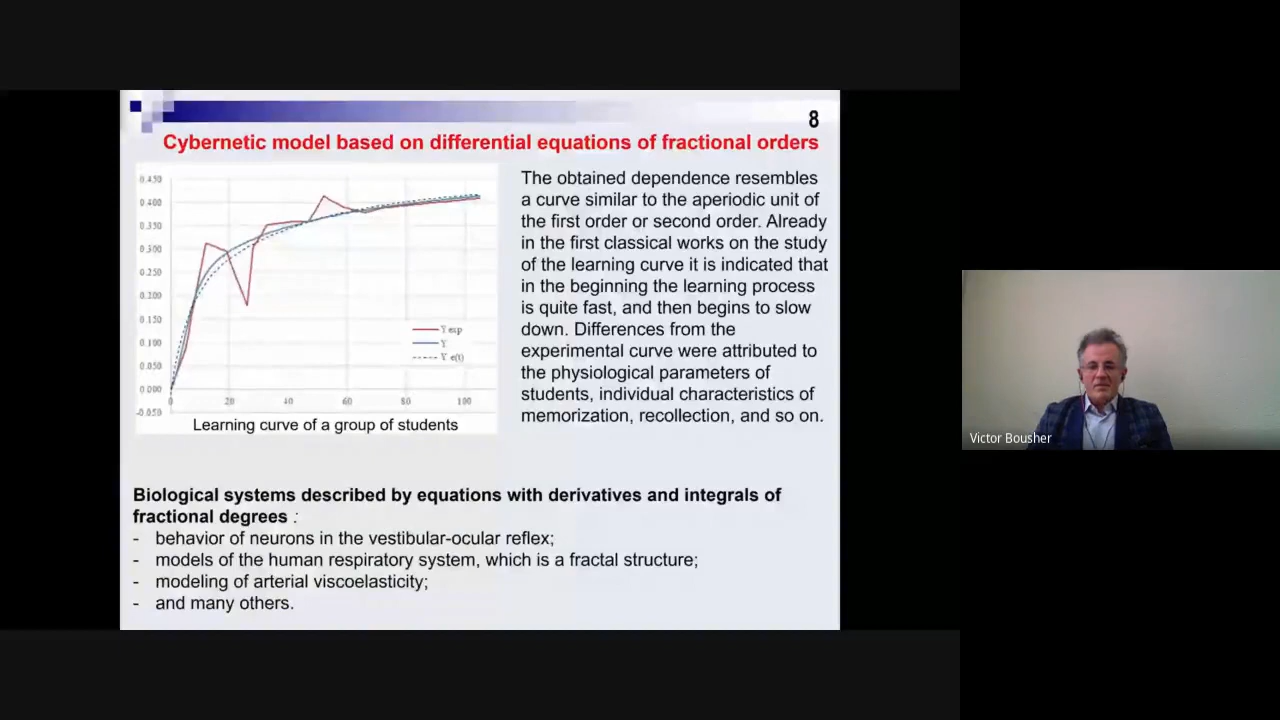 8
Cybernetic model based on differential equations of fractional orders
0.450
0.400
0.350
0.300
0.250
0.200
0.150
0.100
0.050
0.000
-0.050
0 20 40 60 80 100
Y exp
Y
Y e(t)
Learning curve of a group of students
The obtained dependence resembles
a curve similar to the aperiodic unit of
the first order or second order. Already
in the first classical works on the study
of the learning curve it is indicated that
in the beginning the learning process
is quite fast, and then begins to slow
down. Differences from the
experimental curve were attributed to
the physiological parameters of
students, individual characteristics of
memorization, recollection, and so on.
Biological systems described by equations with derivatives and integrals of
fractional degrees :
- behavior of neurons in the vestibular-ocular reflex;
- models of the human respiratory system, which is a fractal structure;
- modeling of arterial viscoelasticity;
- and many others.
Victor Bousher